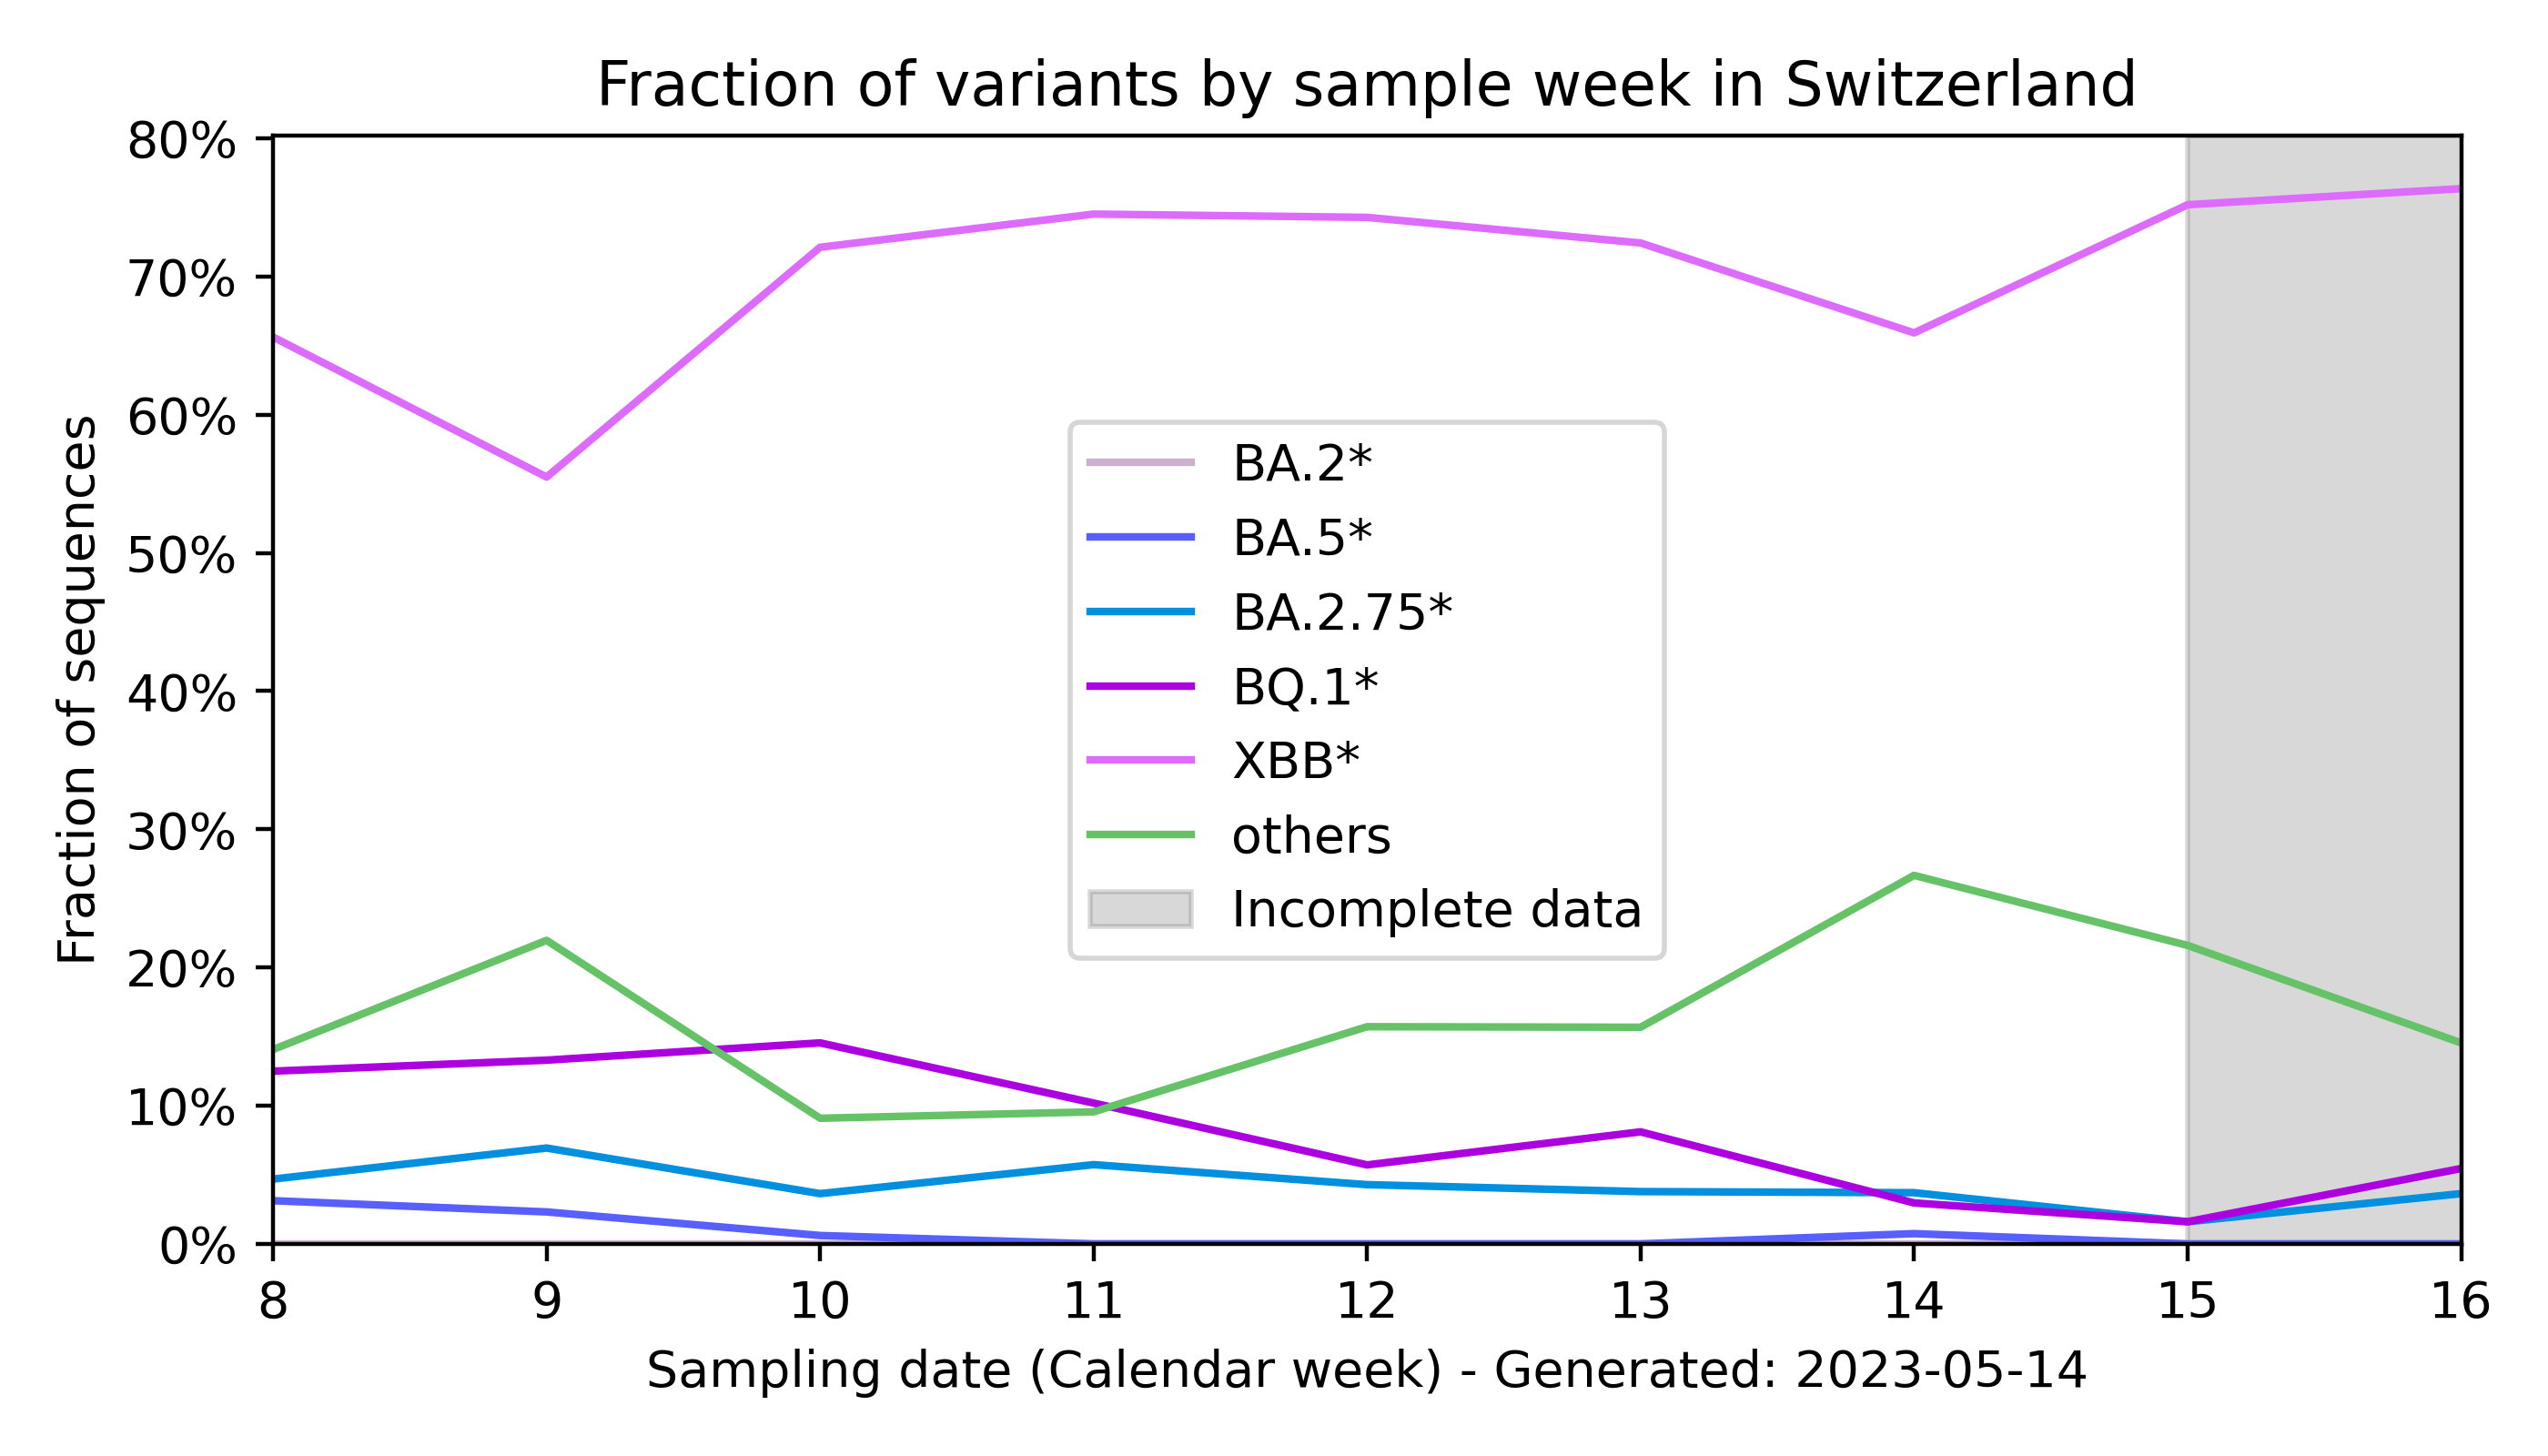 Fraction of variants by sample week in Switzerland
80%
70%
60%
50%
40%
30%
20%
10%
0%
Fraction of sequences
BA.2*
BA.5*
BA.2.75*
BQ.1*
XBB*
others
Incomplete data
8 9 10 11 12 13 14 15 16
Sampling date (Calendar week) - Generated: 2023-05-14